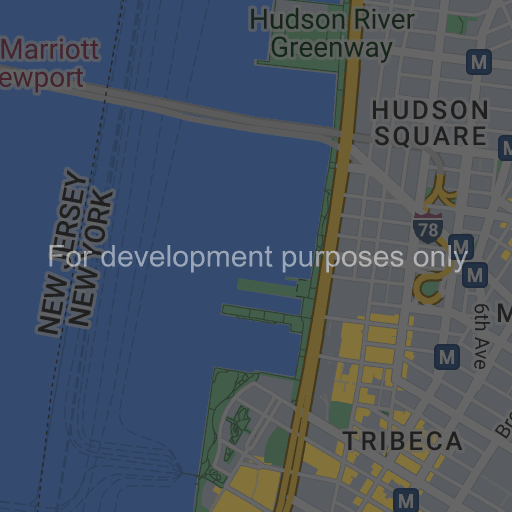 Hudson River
Greenway
Marriott
ewport
M
HUDSON
SQUARE
M
NEW JERSEY
NEW YORK
78
M
For development purposes only
M
6th Ave
M
M
Bro
TRIBECA
M